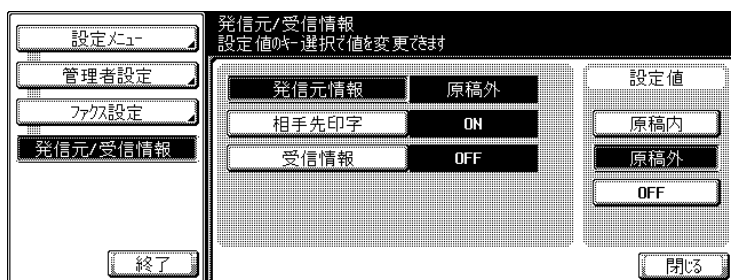 発信元/受信情報
設定値のｷｰ選択で値を変更できます
設定ﾒﾆｭｰ
管理者設定
ﾌｧｸｽ設定
発信元/受信情報
終了
発信元情報 原稿外
相手先印字 ON
受信情報 OFF
設定値
原稿内
原稿外
OFF
閉じる